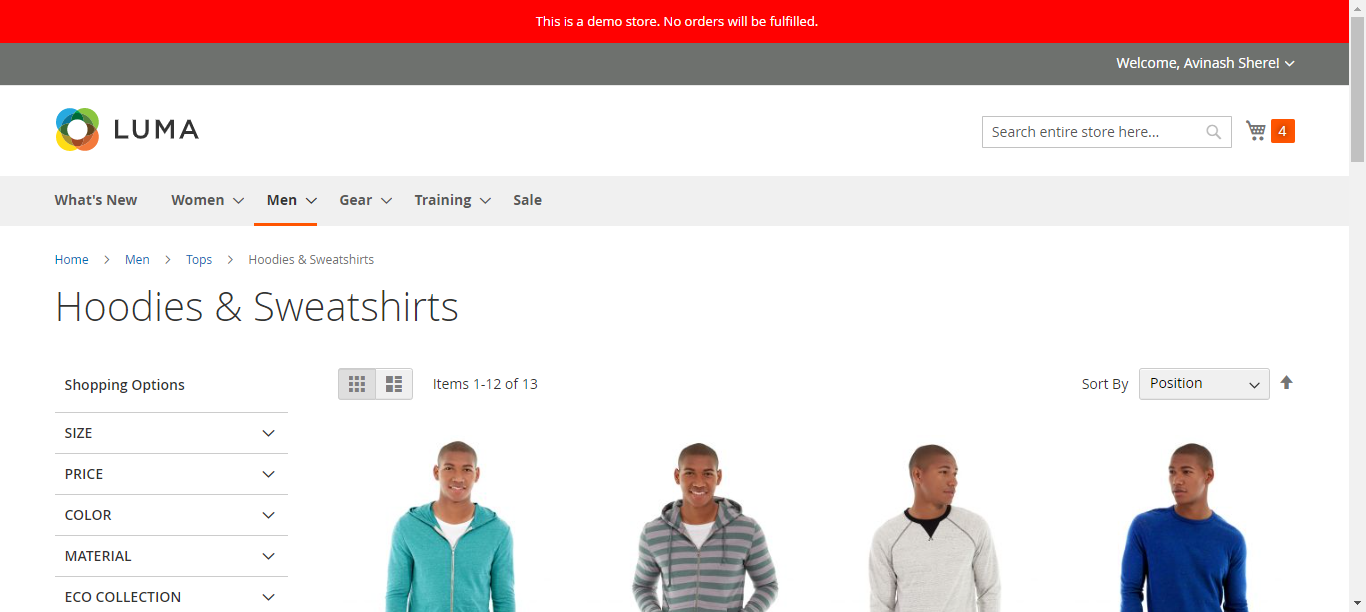 This is a demo store. No orders will be fulfilled.
Welcome, Avinash Shere!
LUMA
Search entire store here...
4
What's New Women Men Gear Training Sale
Home Men Tops Hoodies & Sweatshirts
Hoodies & Sweatshirts
Shopping Options
Items 1-12 of 13
Sort By Position
SIZE
PRICE
COLOR
MATERIAL
ECO COLLECTION